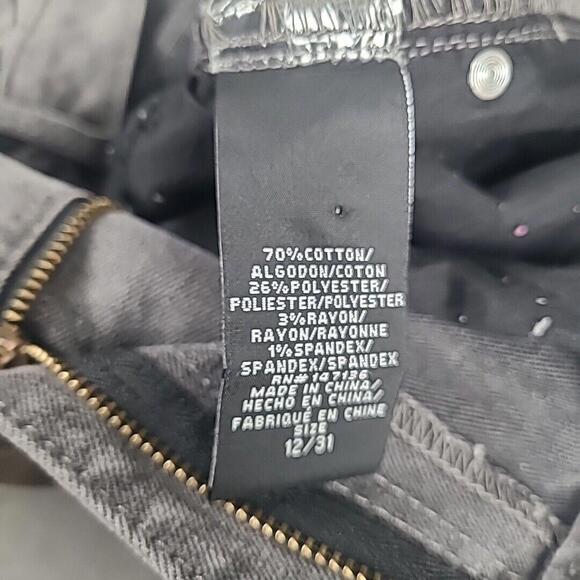 70%COTTON/
ALGODON/COTON
26%POLYESTER/
POLIESTER/POLYESTER
3%RAYON/
RAYON/RAYONNE
1%SPANDEX/
SPANDEX/SPANDEX
RN# 147136
MADE IN CHINA/
HECHO EN CHINA/
FABRIQUÉ EN CHINE
SIZE
12/31